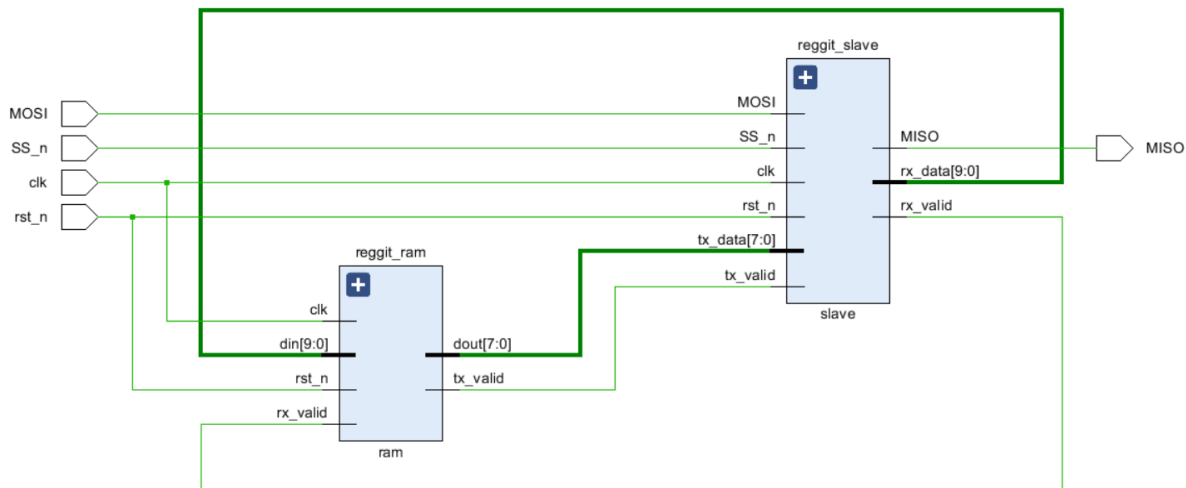 reggit_slave
MOSI
MOSI
SS_n
SS_n
MISO
MISO
clk
clk
rx_data[9:0]
rst_n
rst_n
rx_valid
tx_data[7:0]
reggit_ram
tx_valid
clk
slave
din[9:0]
dout[7:0]
rst_n
tx_valid
rx_valid
ram